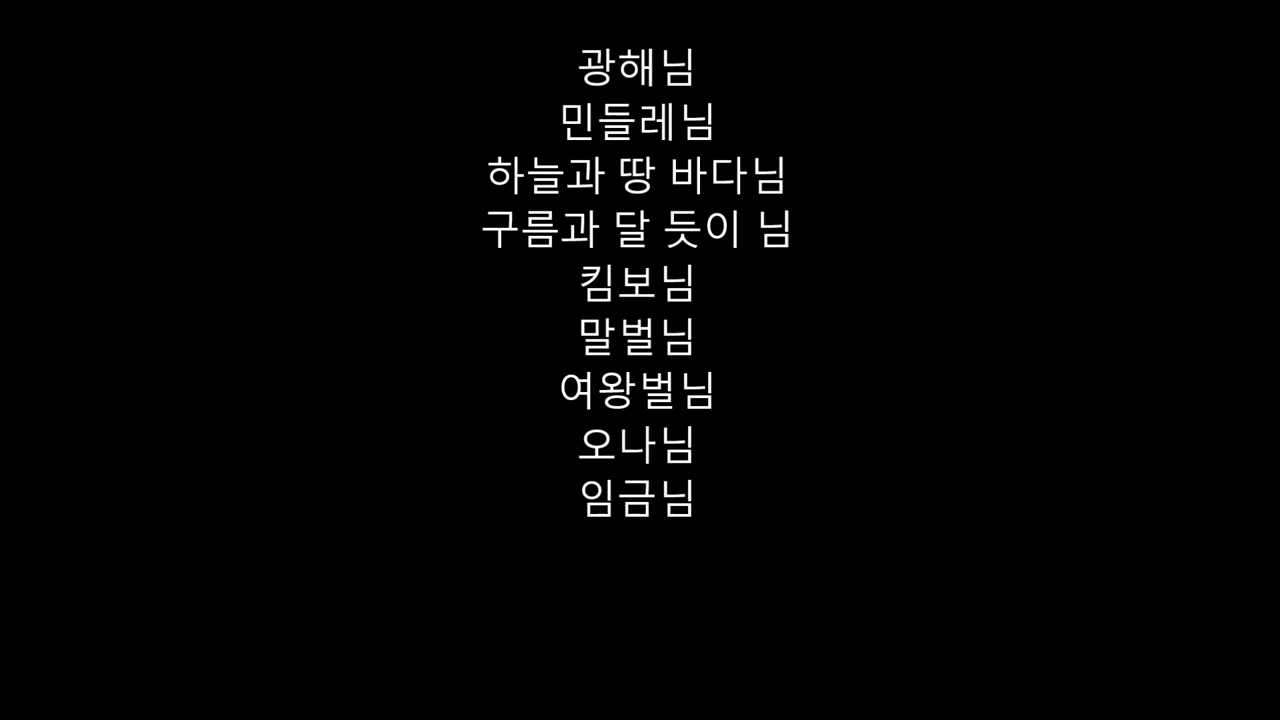 광해님
민들레님
하늘과 땅 바다님
구름과 달 듯이 님
킴보님
말벌님
여왕벌님
오나님
임금님